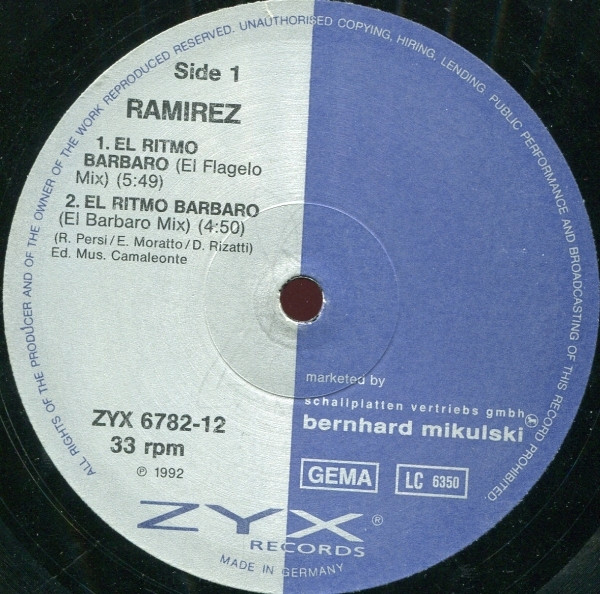 ALL RIGHTS OF THE PRODUCER AND OF THE OWNER OF THE WORK REPRODUCED RESERVED. UNAUTHORISED COPYING, HIRING, LENDING, PUBLIC PERFORMANCE AND BROADCASTING OF THIS RECORD PROHIBITED.
Side 1
RAMIREZ
1. EL RITMO
BARBARO (El Flagelo
Mix) (5:49)
2. EL RITMO BARBARO
(El Barbaro Mix) (4:50)
(R. Persi/E. Moratto/D. Rizatti)
Ed. Mus. Camaleonte
marketed by
schallplatten vertriebs gmbh
bernhard mikulski
ZYX 6782-12
33 rpm
℗ 1992
GEMA
LC 6350
ZYX®
RECORDS
MADE IN GERMANY